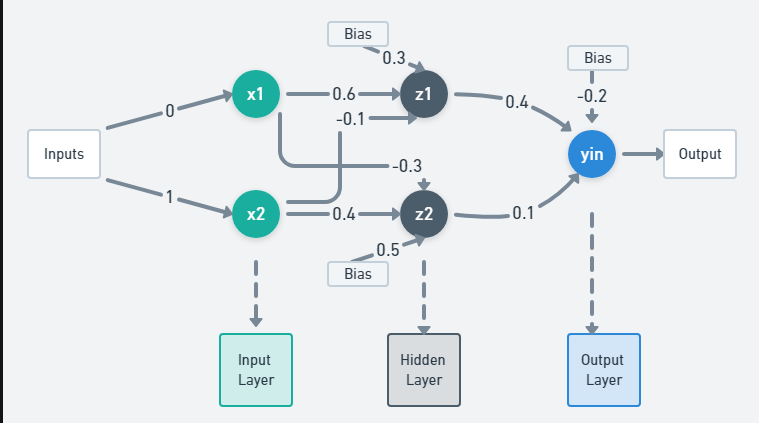 Bias
0.3
Bias
x1
0.6
z1
0.4
-0.2
0
-0.1
Inputs
yin
Output
-0.3
1
x2
0.4
z2
0.1
0.5
Bias
Input
Layer
Hidden
Layer
Output
Layer